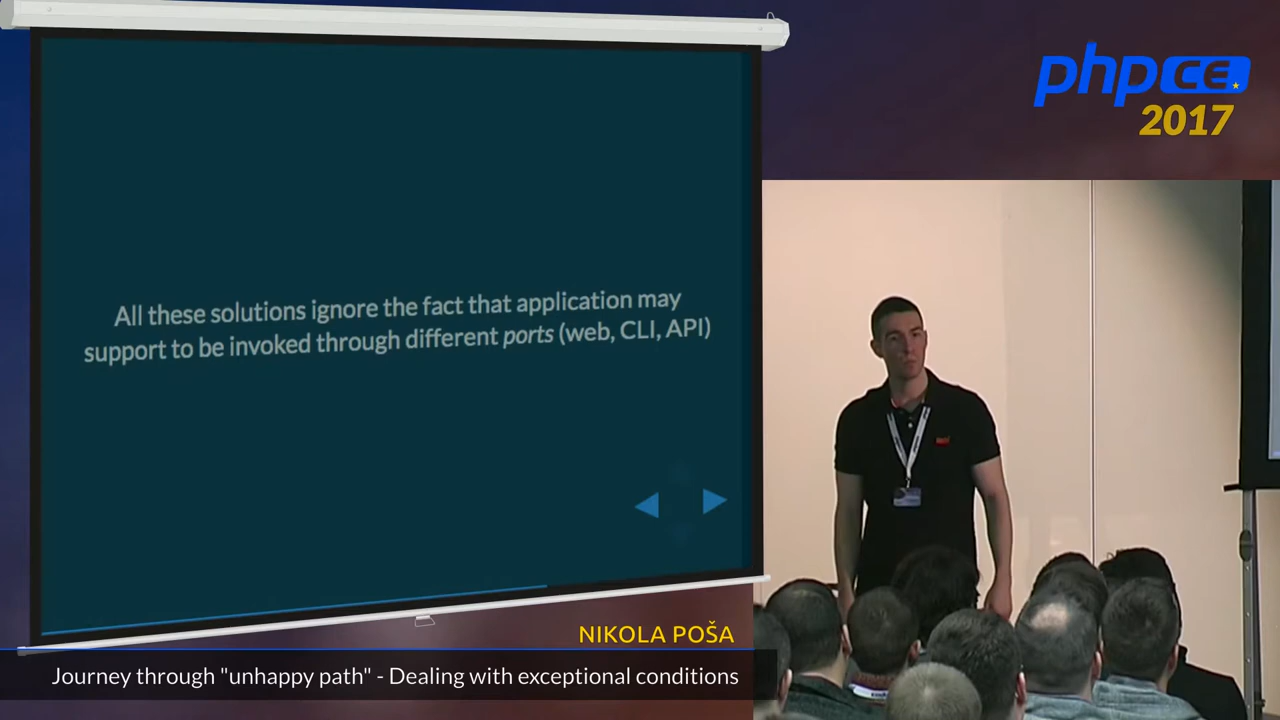 phpCE
2017
All these solutions ignore the fact that application may
support to be invoked through different ports (web, CLI, API)
NIKOLA POŠA
Journey through "unhappy path" - Dealing with exceptional conditions